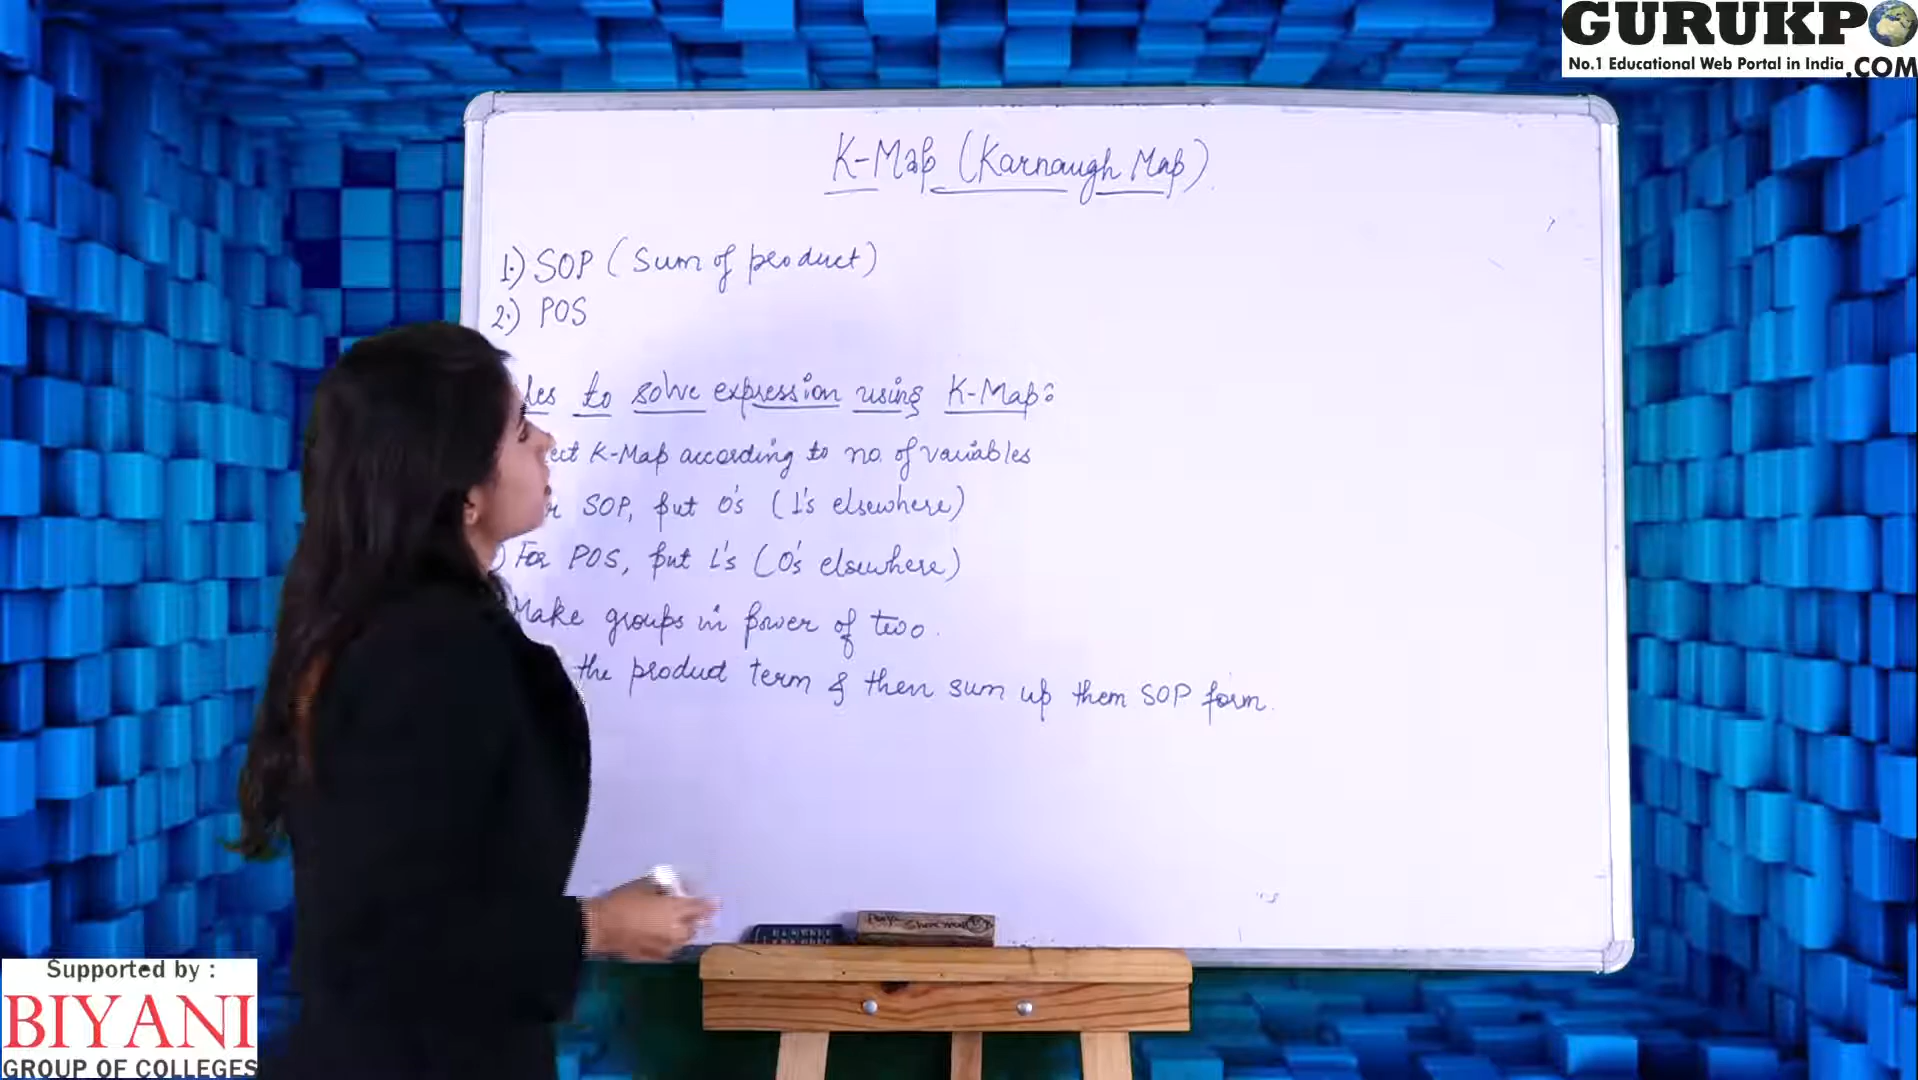 GURUKPO
No.1 Educational Web Portal in India .COM
K-Map (Karnaugh Map)
1.) SOP (Sum of product)
2.) POS
les to solve expression using K-Map:
ect K-Map according to no. of variables
r SOP, put 0's (1's elsewhere)
) For POS, put 1's (0's elsewhere)
Make groups in power of two.
the product term & then sum up them SOP form.
Supported by :
BIYANI
GROUP OF COLLEGES